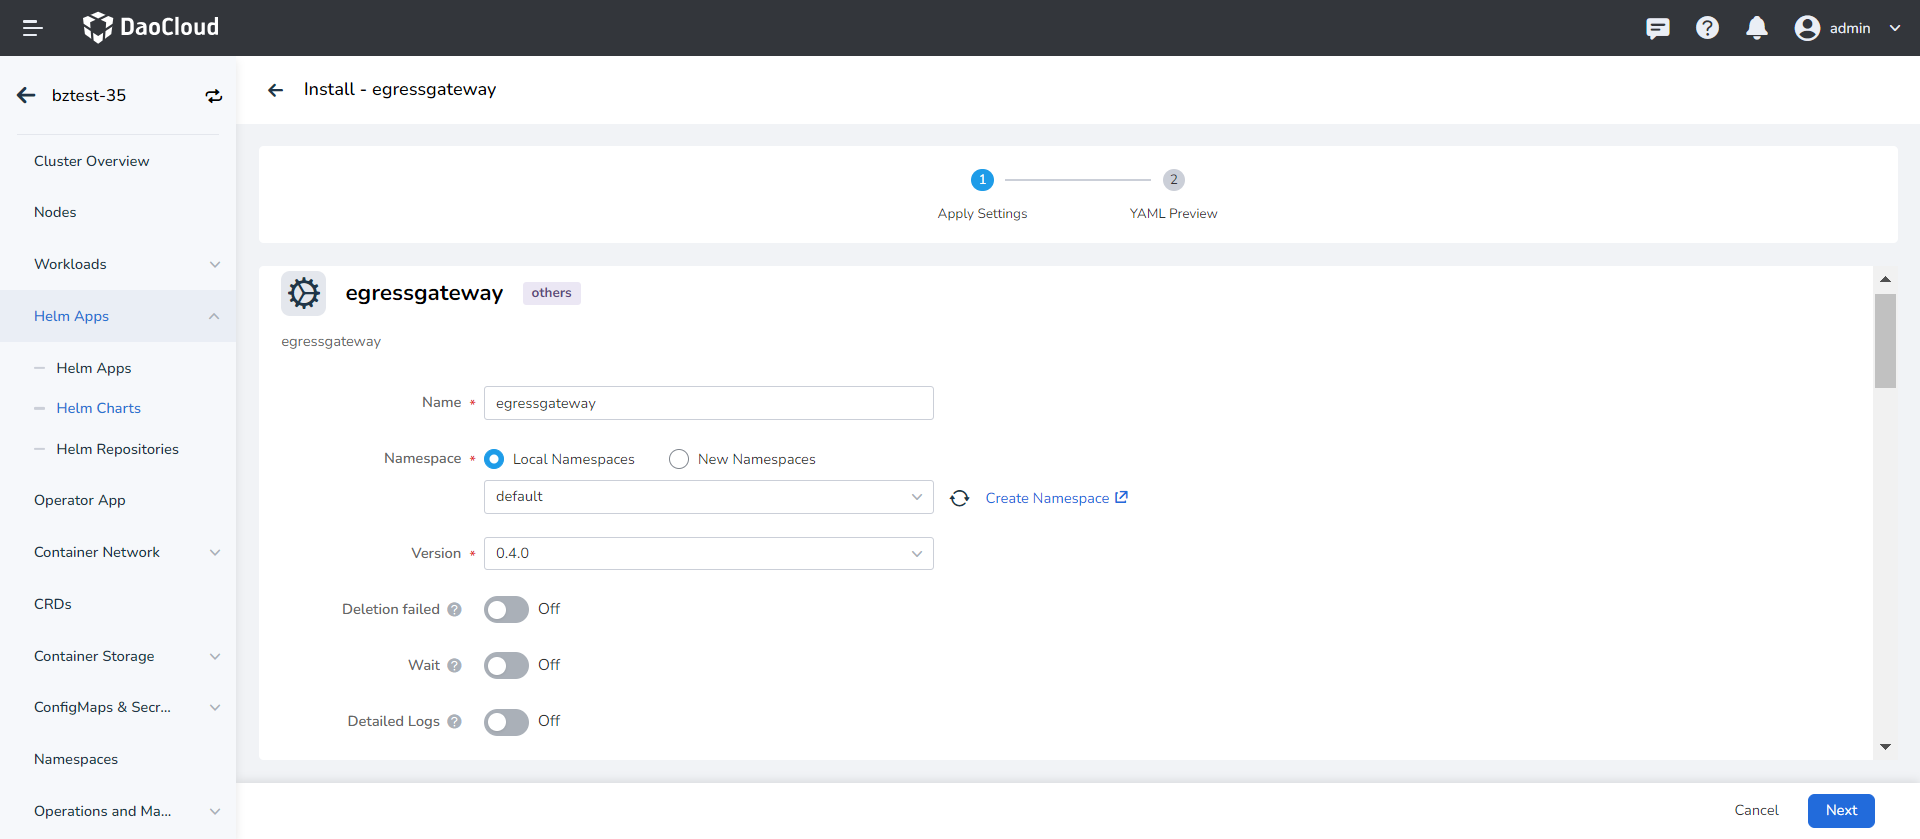 DaoCloud
admin
bztest-35
Install - egressgateway
Cluster Overview
Nodes
Workloads
Helm Apps
Helm Apps
Helm Charts
Helm Repositories
Operator App
Container Network
CRDs
Container Storage
ConfigMaps & Secr...
Namespaces
Operations and Ma...
1
2
Apply Settings
YAML Preview
egressgateway
others
egressgateway
Name *
egressgateway
Namespace *
Local Namespaces
New Namespaces
default
Create Namespace
Version *
0.4.0
Deletion failed ?
Off
Wait ?
Off
Detailed Logs ?
Off
Cancel
Next